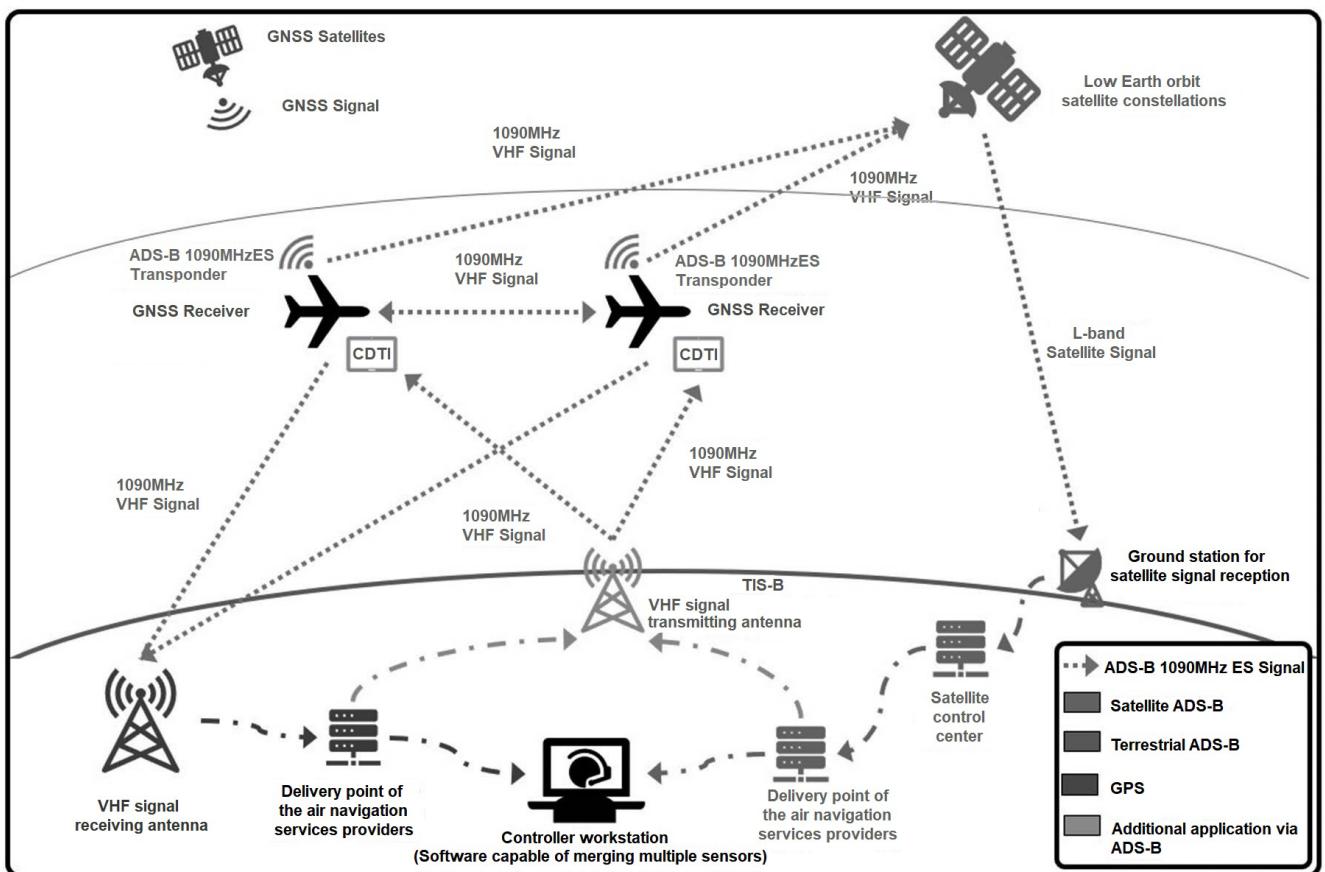 GNSS Satellites
GNSS Signal
Low Earth orbit
satellite constellations
1090MHz
VHF Signal
1090MHz
VHF Signal
ADS-B 1090MHzES
Transponder
GNSS Receiver
1090MHz
VHF Signal
ADS-B 1090MHzES
Transponder
GNSS Receiver
CDTI
CDTI
L-band
Satellite Signal
1090MHz
VHF Signal
1090MHz
VHF Signal
1090MHz
VHF Signal
Ground station for
satellite signal reception
TIS-B
VHF signal
transmitting antenna
Satellite
control
center
VHF signal
receiving antenna
Delivery point of
the air navigation
services providers
Controller workstation
(Software capable of merging multiple sensors)
Delivery point of
the air navigation
services providers
ADS-B 1090MHz ES Signal
Satellite ADS-B
Terrestrial ADS-B
GPS
Additional application via
ADS-B